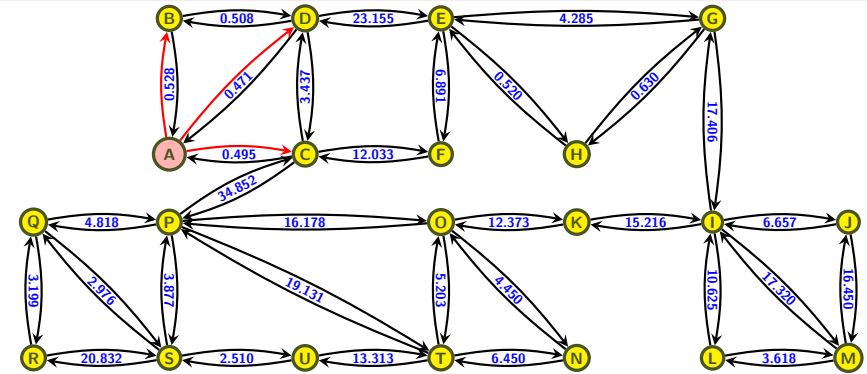 B 0.508 D 23.155 E 4.285 G
0.528 0.471 3.437 6.891 0.520 0.630 17.406
A 0.495 C 12.033 F H
34.852
Q 4.818 P 16.178 O 12.373 K 15.216 I 6.657 J
3.199 2.976 3.877 19.131 5.203 4.450 10.625 17.320 16.450
R 20.832 S 2.510 U 13.313 T 6.450 N L 3.618 M